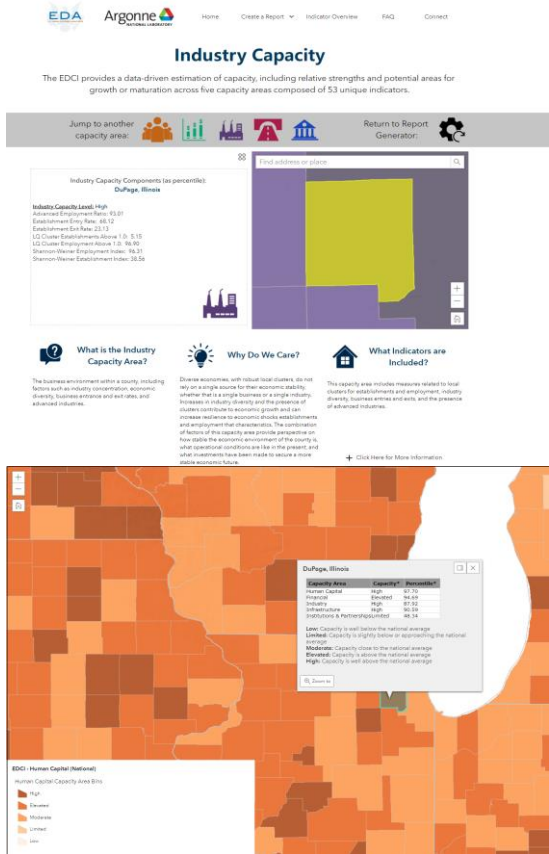 EDA
Argonne
NATIONAL LABORATORY
Home Create a Report Indicator Overview FAQ Connect
Industry Capacity
The EDCI provides a data-driven estimation of capacity, including relative strengths and potential areas for
growth or maturation across five capacity areas composed of 53 unique indicators.
Jump to another
capacity area:
Return to Report
Generator:
Industry Capacity Components (as percentile):
DuPage, Illinois
Industry Capacity Level: High
Advanced Employment Ratio: 93.01
Establishment Entry Rate: 68.12
Establishment Exit Rate: 23.13
LQ Cluster Establishments Above 1.0: 5.15
LQ Cluster Employment Above 1.0: 96.90
Shannon-Weiner Employment Index: 96.31
Shannon-Weiner Establishment Index: 38.56
Find address or place
What is the Industry
Capacity Area?
The business environment within a county, including
factors such as industry concentration, economic
diversity, business entrance and exit rates, and
advanced industries.
Why Do We Care?
Diverse economies, with robust local clusters, do not
rely on a single source for their economic stability,
whether that is a single business or a single industry.
Increases in industry diversity and the presence of
clusters contribute to economic growth and can
increase resilience to economic shocks establishments
and employment that characteristics. The combination
of factors of this capacity area provide perspective on
how stable the economic environment of the county is,
what operational conditions are like in the present, and
what investments have been made to secure a more
stable economic future.
What Indicators are
Included?
This capacity area includes measures related to local
clusters for establishments and employment, industry
diversity, business entries and exits, and the presence
of advanced industries.
+ Click Here for More Information
DuPage, Illinois
Capacity Area Capacity* Percentile*
Human Capital High 97.70
Financial Elevated 94.69
Industry High 87.92
Infrastructure High 90.59
Institutions & Partnerships Limited 48.34
Low: Capacity is well below the national average
Limited: Capacity is slightly below or approaching the national
average
Moderate: Capacity close to the national average
Elevated: Capacity is above the national average
High: Capacity is well above the national average
Zoom to
EDCI - Human Capital (National)
Human Capital Capacity Area Bins
High
Elevated
Moderate
Limited
Low